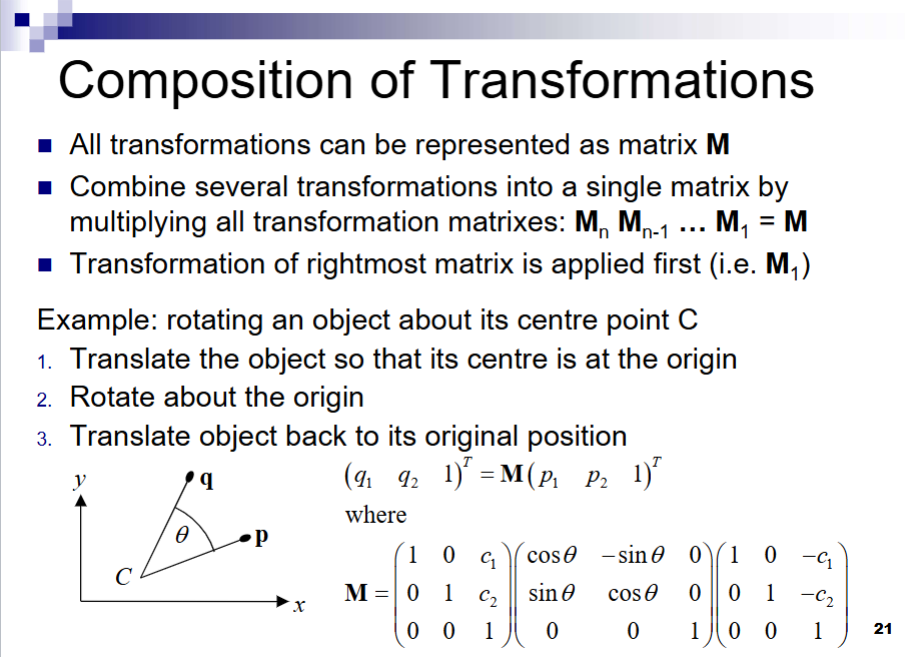 Composition of Transformations
■ All transformations can be represented as matrix M
■ Combine several transformations into a single matrix by
multiplying all transformation matrixes: Mₙ Mₙ₋₁ ... M₁ = M
■ Transformation of rightmost matrix is applied first (i.e. M₁)
Example: rotating an object about its centre point C
1. Translate the object so that its centre is at the origin
2. Rotate about the origin
3. Translate object back to its original position
y
q
θ
p
C
x
(q₁ q₂ 1)ᵀ = M(p₁ p₂ 1)ᵀ
where
M = (1 0 c₁; 0 1 c₂; 0 0 1)(cosθ −sinθ 0; sinθ cosθ 0; 0 0 1)(1 0 −c₁; 0 1 −c₂; 0 0 1)
21